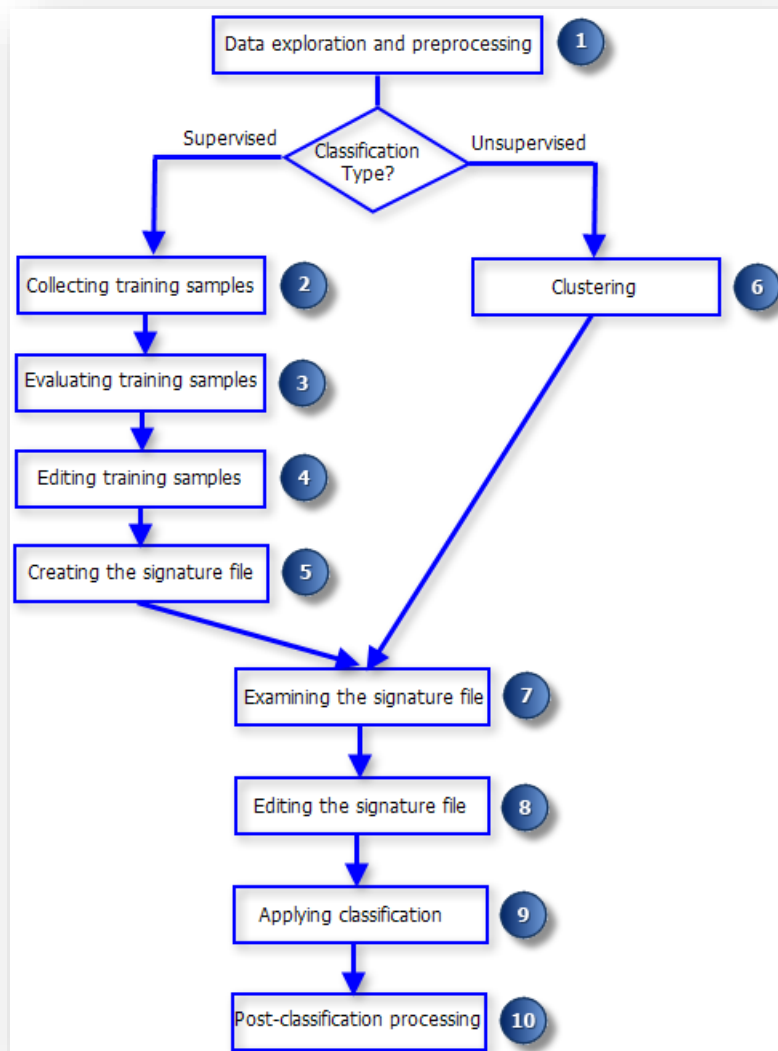 Data exploration and preprocessing
1
Supervised
Classification
Type?
Unsupervised
Collecting training samples
2
Clustering
6
Evaluating training samples
3
Editing training samples
4
Creating the signature file
5
Examining the signature file
7
Editing the signature file
8
Applying classification
9
Post-classification processing
10